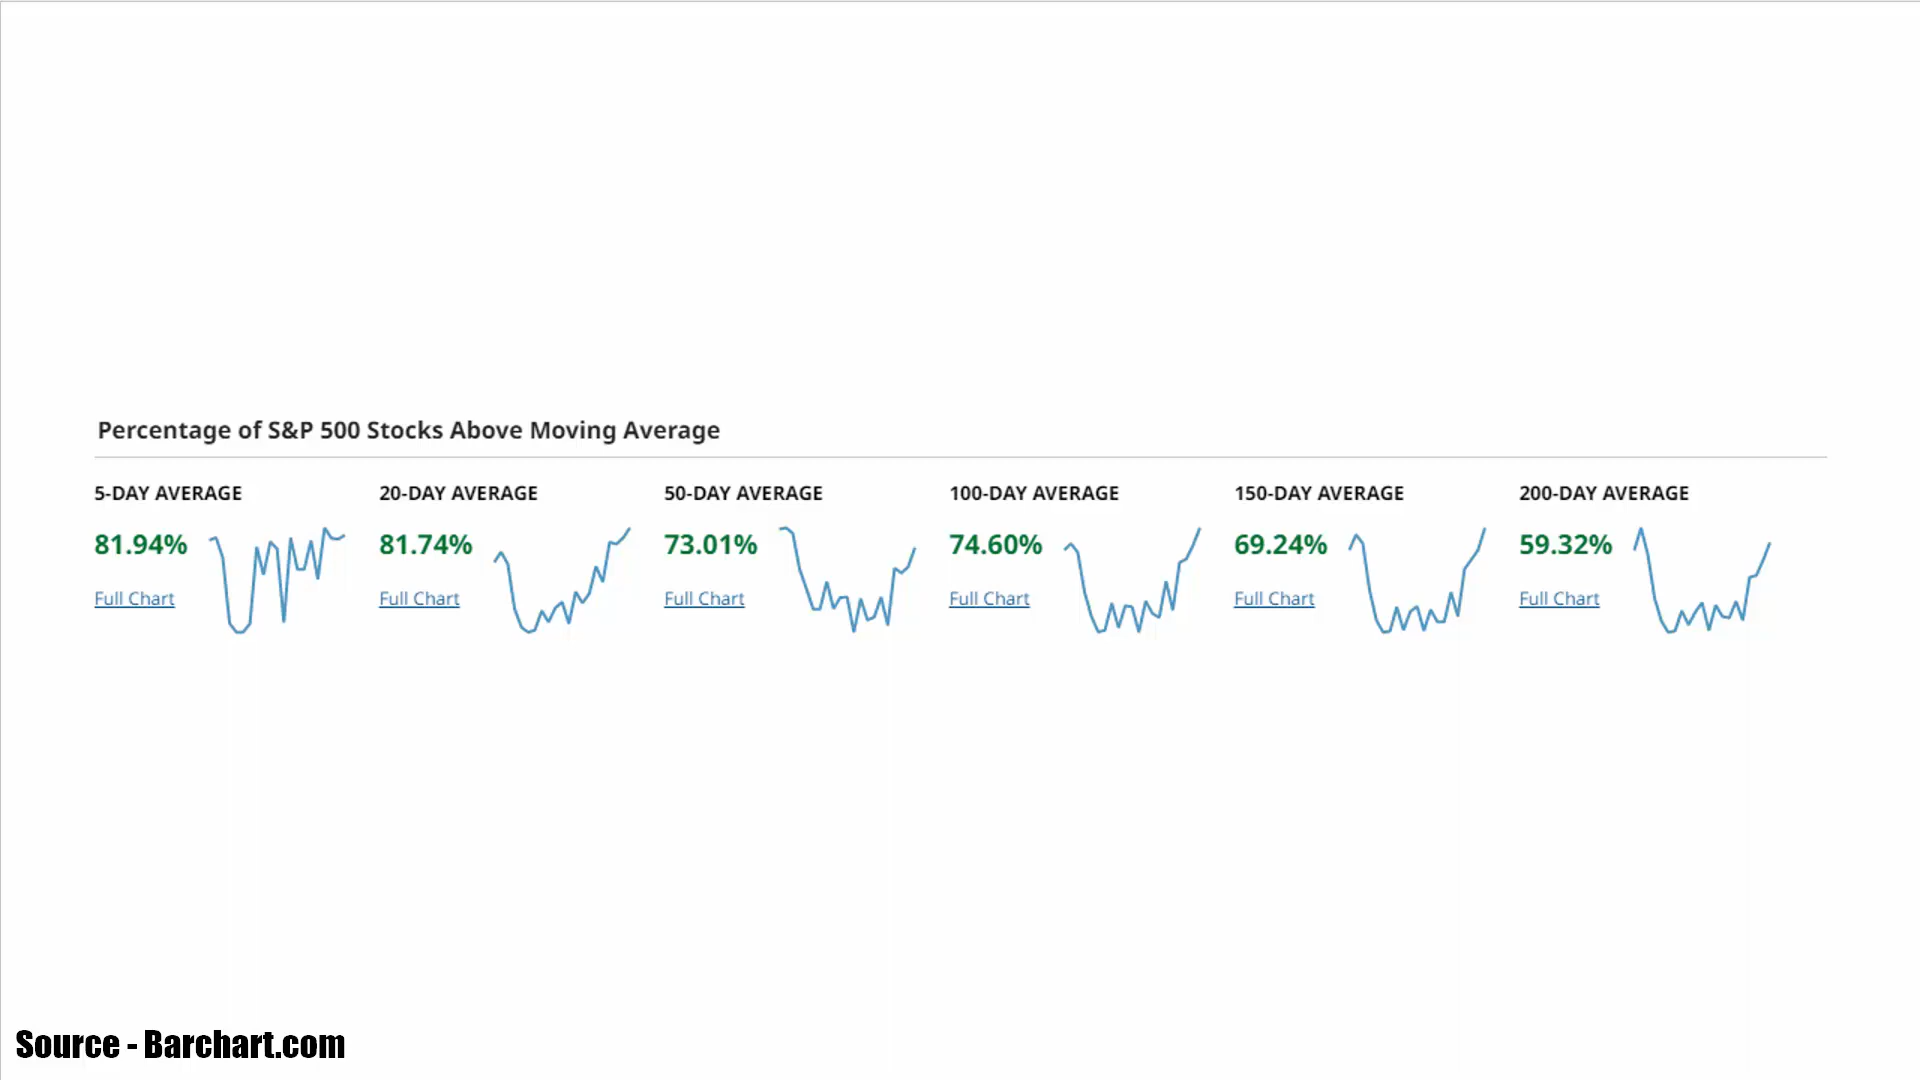 Percentage of S&P 500 Stocks Above Moving Average
5-DAY AVERAGE
81.94%
Full Chart
20-DAY AVERAGE
81.74%
Full Chart
50-DAY AVERAGE
73.01%
Full Chart
100-DAY AVERAGE
74.60%
Full Chart
150-DAY AVERAGE
69.24%
Full Chart
200-DAY AVERAGE
59.32%
Full Chart
Source - Barchart.com